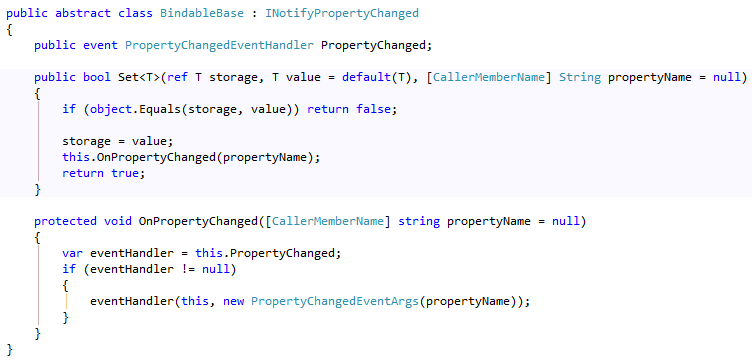 public abstract class BindableBase : INotifyPropertyChanged
{
    public event PropertyChangedEventHandler PropertyChanged;

    public bool Set<T>(ref T storage, T value = default(T), [CallerMemberName] String propertyName = null)
    {
        if (object.Equals(storage, value)) return false;

        storage = value;
        this.OnPropertyChanged(propertyName);
        return true;
    }

    protected void OnPropertyChanged([CallerMemberName] string propertyName = null)
    {
        var eventHandler = this.PropertyChanged;
        if (eventHandler != null)
        {
            eventHandler(this, new PropertyChangedEventArgs(propertyName));
        }
    }
}